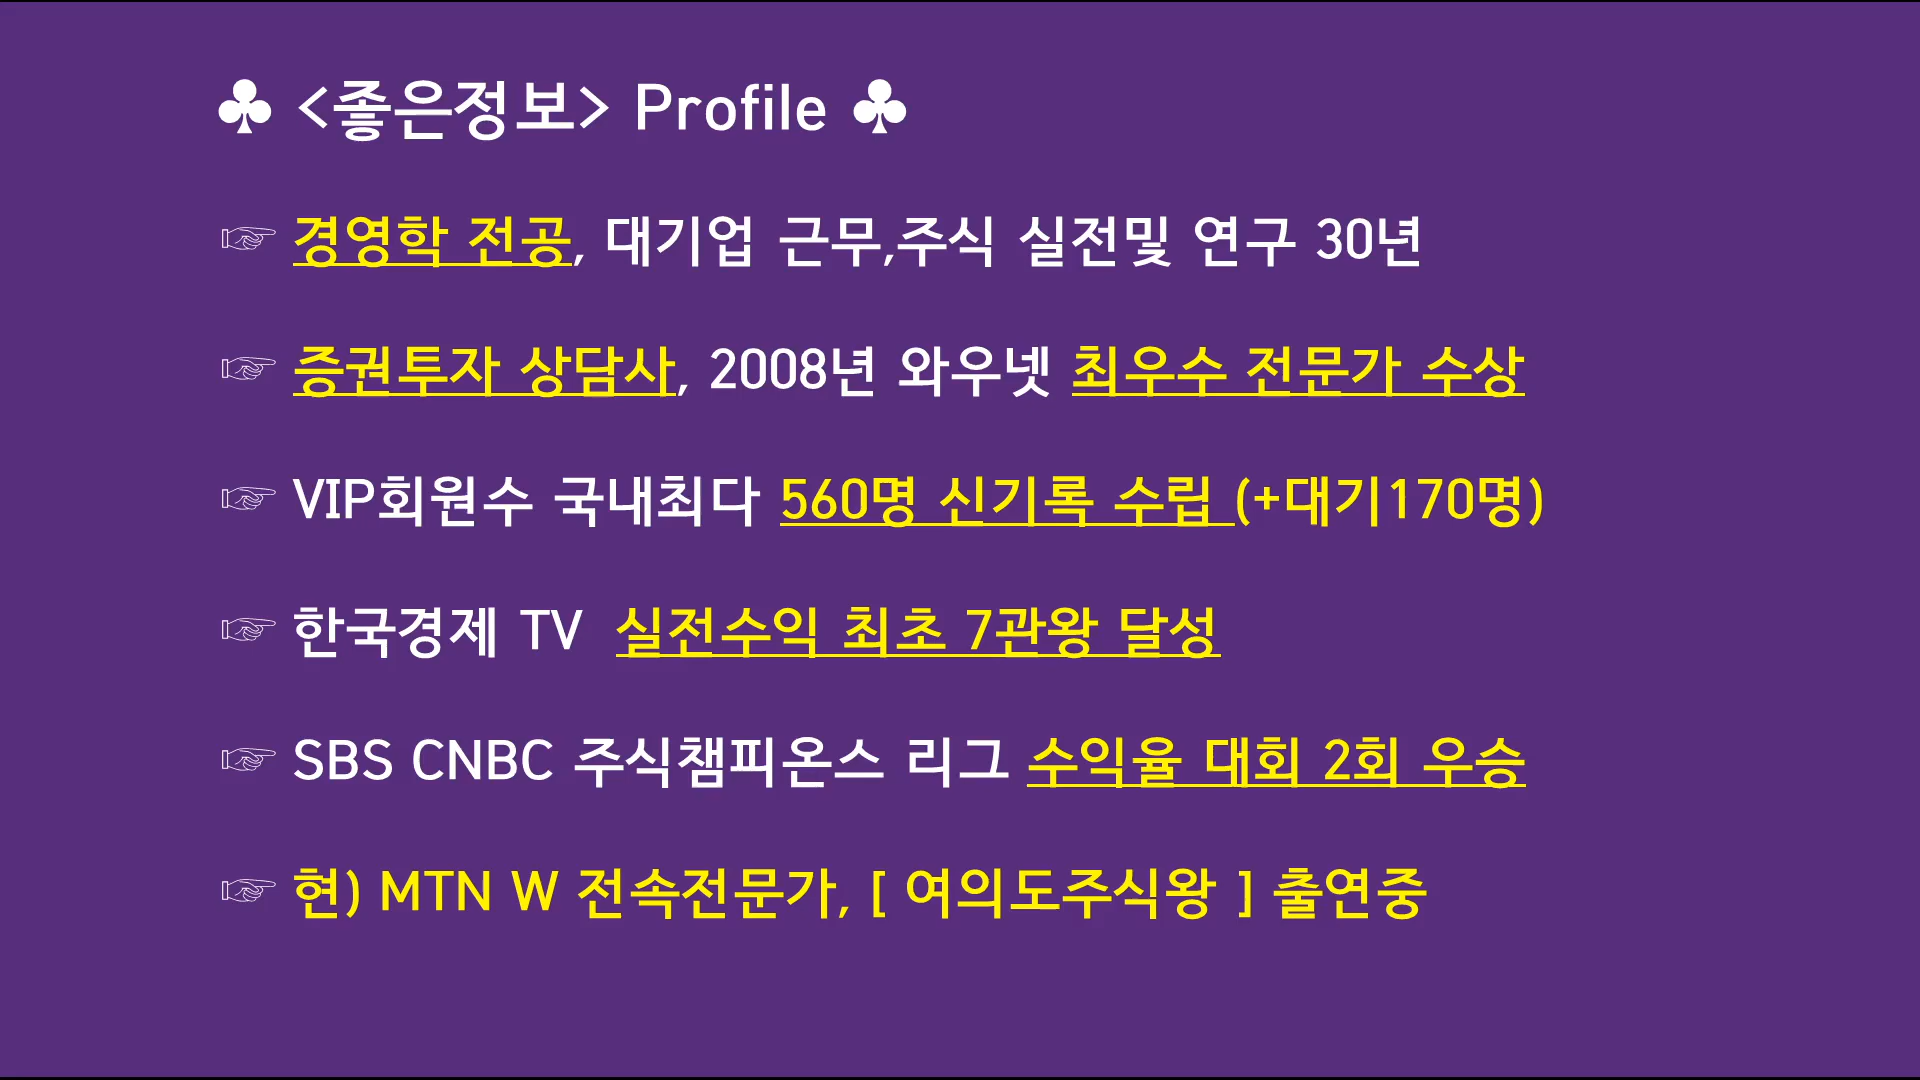 ♣ <좋은정보> Profile ♣
☞ 경영학 전공, 대기업 근무,주식 실전및 연구 30년
☞ 증권투자 상담사, 2008년 와우넷 최우수 전문가 수상
☞ VIP회원수 국내최다 560명 신기록 수립 (+대기170명)
☞ 한국경제 TV  실전수익 최초 7관왕 달성
☞ SBS CNBC 주식챔피온스 리그 수익율 대회 2회 우승
☞ 현) MTN W 전속전문가, [ 여의도주식왕 ] 출연중